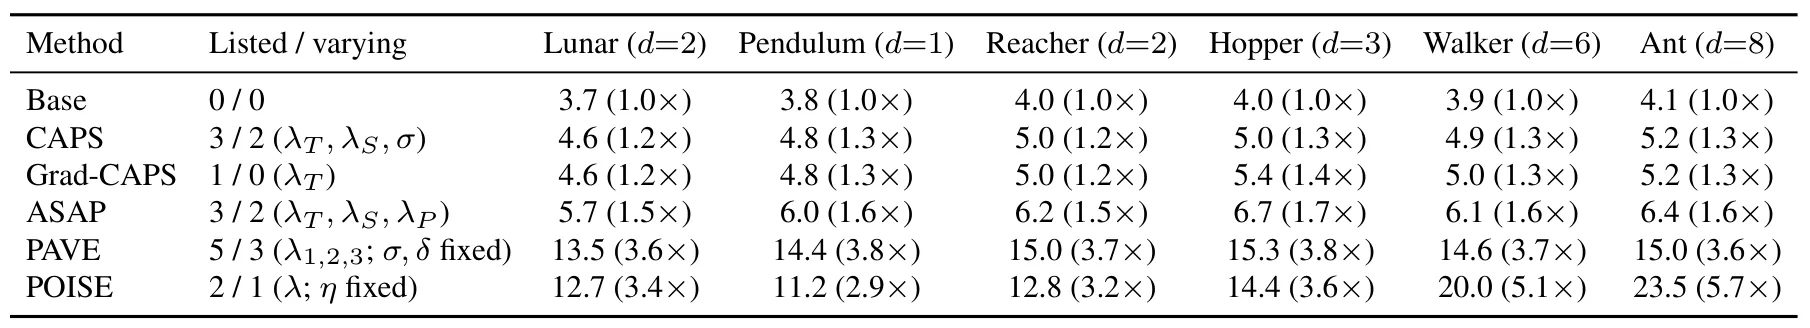 Method Listed / varying Lunar (d=2) Pendulum (d=1) Reacher (d=2) Hopper (d=3) Walker (d=6) Ant (d=8)
Base 0 / 0 3.7 (1.0×) 3.8 (1.0×) 4.0 (1.0×) 4.0 (1.0×) 3.9 (1.0×) 4.1 (1.0×)
CAPS 3 / 2 (λ_T, λ_S, σ) 4.6 (1.2×) 4.8 (1.3×) 5.0 (1.2×) 5.0 (1.3×) 4.9 (1.3×) 5.2 (1.3×)
Grad-CAPS 1 / 0 (λ_T) 4.6 (1.2×) 4.8 (1.3×) 5.0 (1.2×) 5.4 (1.4×) 5.0 (1.3×) 5.2 (1.3×)
ASAP 3 / 2 (λ_T, λ_S, λ_P) 5.7 (1.5×) 6.0 (1.6×) 6.2 (1.5×) 6.7 (1.7×) 6.1 (1.6×) 6.4 (1.6×)
PAVE 5 / 3 (λ_1,2,3; σ, δ fixed) 13.5 (3.6×) 14.4 (3.8×) 15.0 (3.7×) 15.3 (3.8×) 14.6 (3.7×) 15.0 (3.6×)
POISE 2 / 1 (λ; η fixed) 12.7 (3.4×) 11.2 (2.9×) 12.8 (3.2×) 14.4 (3.6×) 20.0 (5.1×) 23.5 (5.7×)